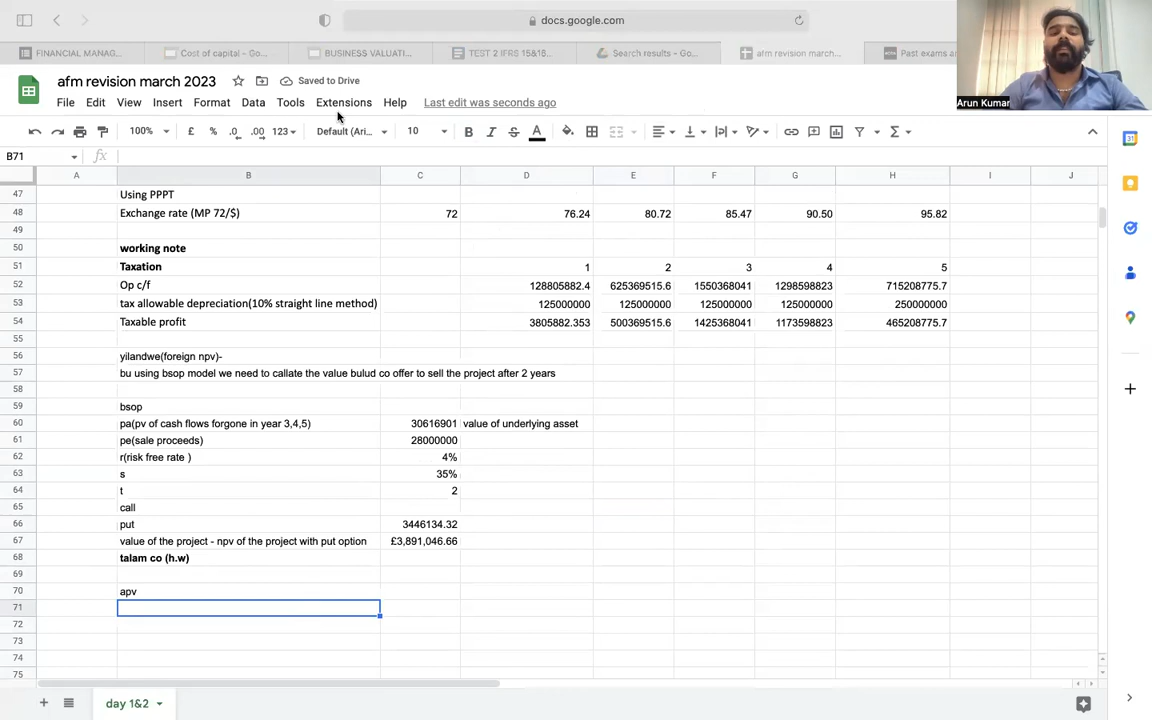 docs.google.com
FINANCIAL MANAG...
Cost of capital - Go...
BUSINESS VALUATI...
TEST 2 IFRS 15&16...
Search results - Go...
afm revision march...
Past exams a
Arun Kumar
afm revision march 2023
Saved to Drive
File Edit View Insert Format Data Tools Extensions Help Last edit was seconds ago
100% £ % .0 .00 123 Default (Ari... 10 B I S A
B71 fx
A B C D E F G H I J
47 Using PPPT
48 Exchange rate (MP 72/$) 72 76.24 80.72 85.47 90.50 95.82
49
50 working note
51 Taxation 1 2 3 4 5
52 Op c/f 128805882.4 625369515.6 1550368041 1298598823 715208775.7
53 tax allowable depreciation(10% straight line method) 125000000 125000000 125000000 125000000 250000000
54 Taxable profit 3805882.353 500369515.6 1425368041 1173598823 465208775.7
55
56 yilandwe(foreign npv)-
57 bu using bsop model we need to callate the value bulud co offer to sell the project after 2 years
58
59 bsop
60 pa(pv of cash flows forgone in year 3,4,5) 30616901 value of underlying asset
61 pe(sale proceeds) 28000000
62 r(risk free rate ) 4%
63 s 35%
64 t 2
65 call
66 put 3446134.32
67 value of the project - npv of the project with put option £3,891,046.66
68 talam co (h.w)
69
70 apv
71
72
73
74
75
day 1&2